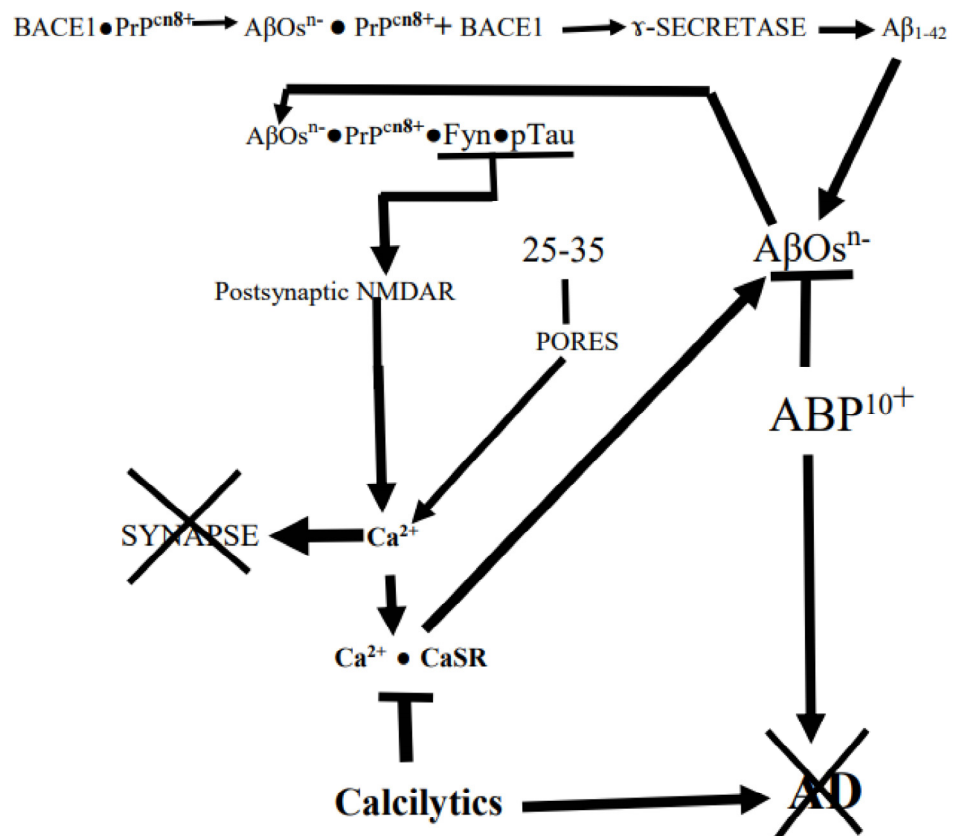 BACE1●PrPᶜⁿ⁸⁺ AβOsⁿ⁻ ● PrPᶜⁿ⁸⁺ + BACE1 ɤ-SECRETASE Aβ₁₋₄₂
AβOsⁿ⁻●PrPᶜⁿ⁸⁺●Fyn●pTau
25-35
AβOsⁿ⁻
Postsynaptic NMDAR
PORES
ABP¹⁰⁺
SYNAPSE
Ca²⁺
Ca²⁺ ● CaSR
Calcilytics
AD